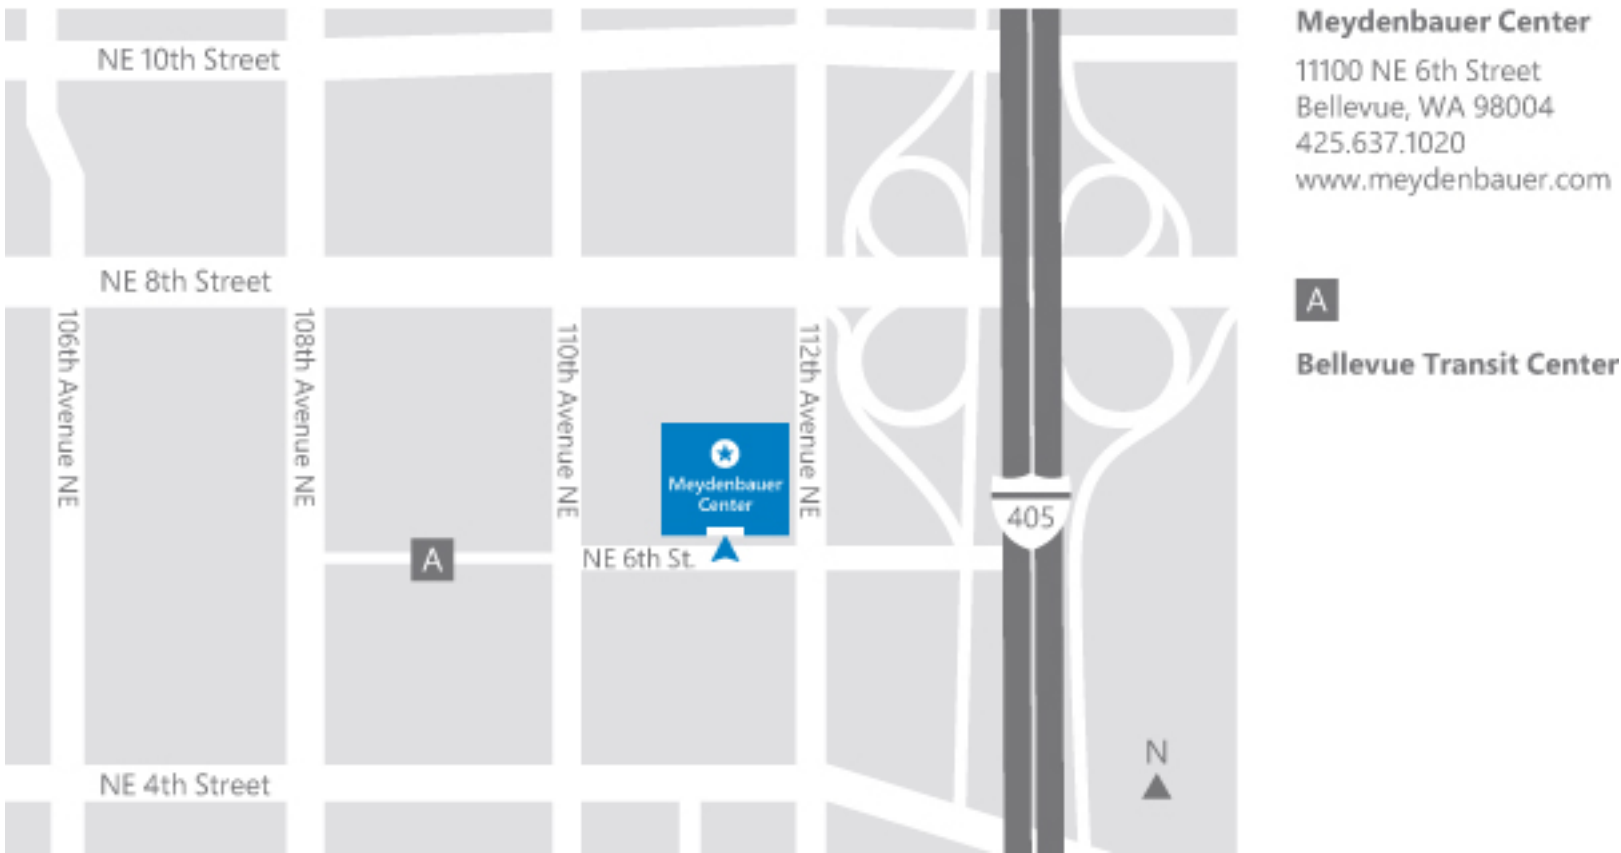 NE 10th Street
NE 8th Street
106th Avenue NE
108th Avenue NE
110th Avenue NE
112th Avenue NE
Meydenbauer
Center
405
A
NE 6th St.
N
NE 4th Street
Meydenbauer Center
11100 NE 6th Street
Bellevue, WA 98004
425.637.1020
www.meydenbauer.com
A
Bellevue Transit Center